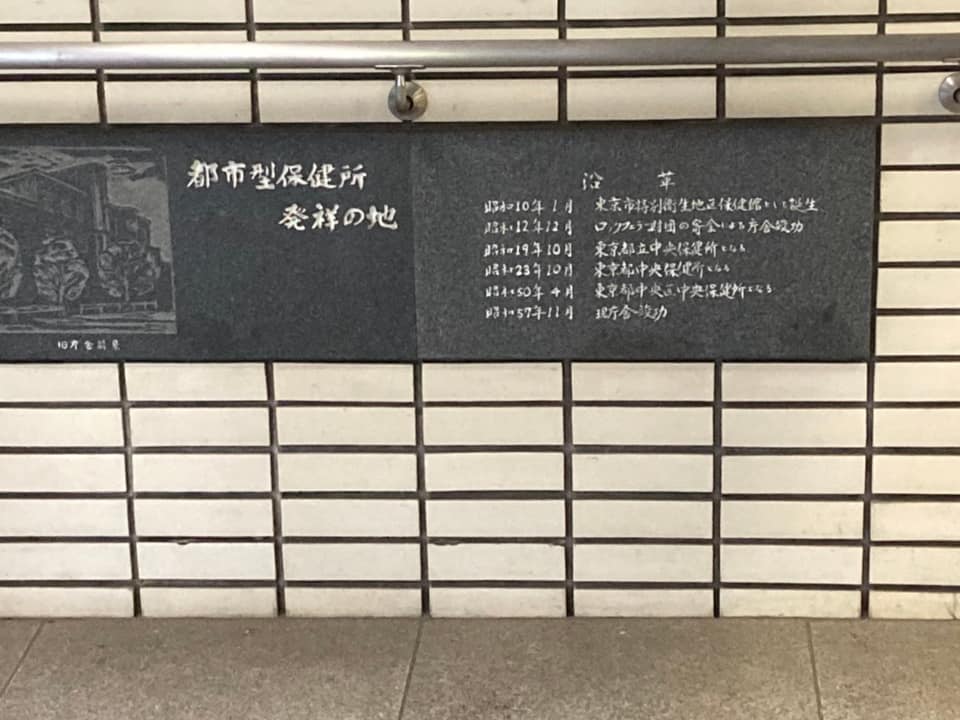 都市型保健所
発祥の地
旧庁舎前景
沿 革
昭和10年1月 東京市特別衛生地区保健館として誕生
昭和12年12月 ロックフェラー財団の寄金による庁舎竣功
昭和19年10月 東京都立中央保健所となる
昭和23年10月 東京都中央保健所となる
昭和50年4月 東京都中央区中央保健所となる
昭和57年11月 現庁舎竣功